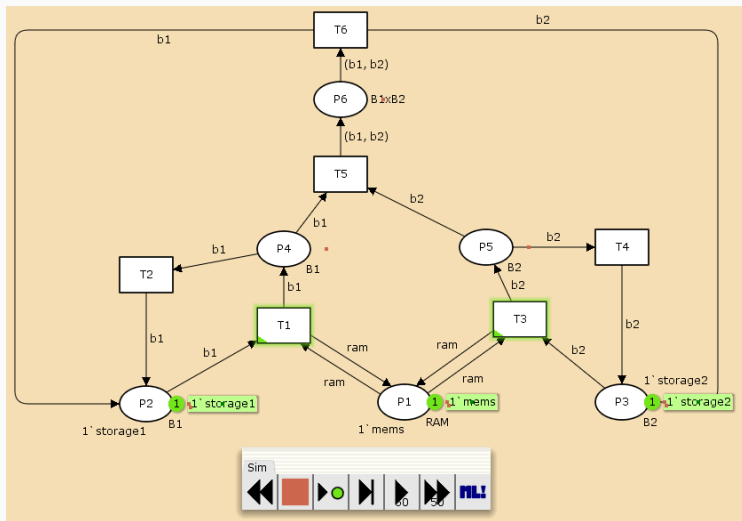 T6
b1
b2
(b1, b2)
P6
B1xB2
(b1, b2)
T5
b1
b2
P4
B1
P5
B2
b1
b2
T2
T4
b1
b2
T1
T3
b1
b2
b1
ram
ram
b2
ram
ram
1`storage2
P2
1
1`storage1
P1
1
1`mems
P3
1
1`storage2
1`storage1
B1
1`mems
RAM
B2
Sim
50
50
ML!